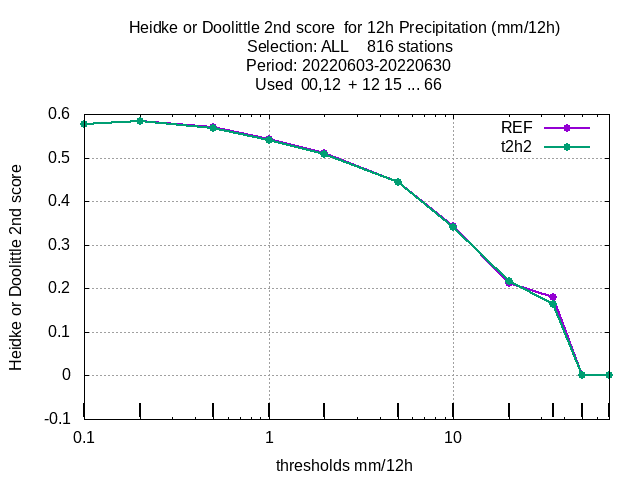 Heidke or Doolittle 2nd score  for 12h Precipitation (mm/12h)
Selection: ALL    816 stations
Period: 20220603-20220630
Used  00,12  + 12 15 ... 66
REF
t2h2
Heidke or Doolittle 2nd score
0.6
0.5
0.4
0.3
0.2
0.1
0
-0.1
0.1
1
10
thresholds mm/12h